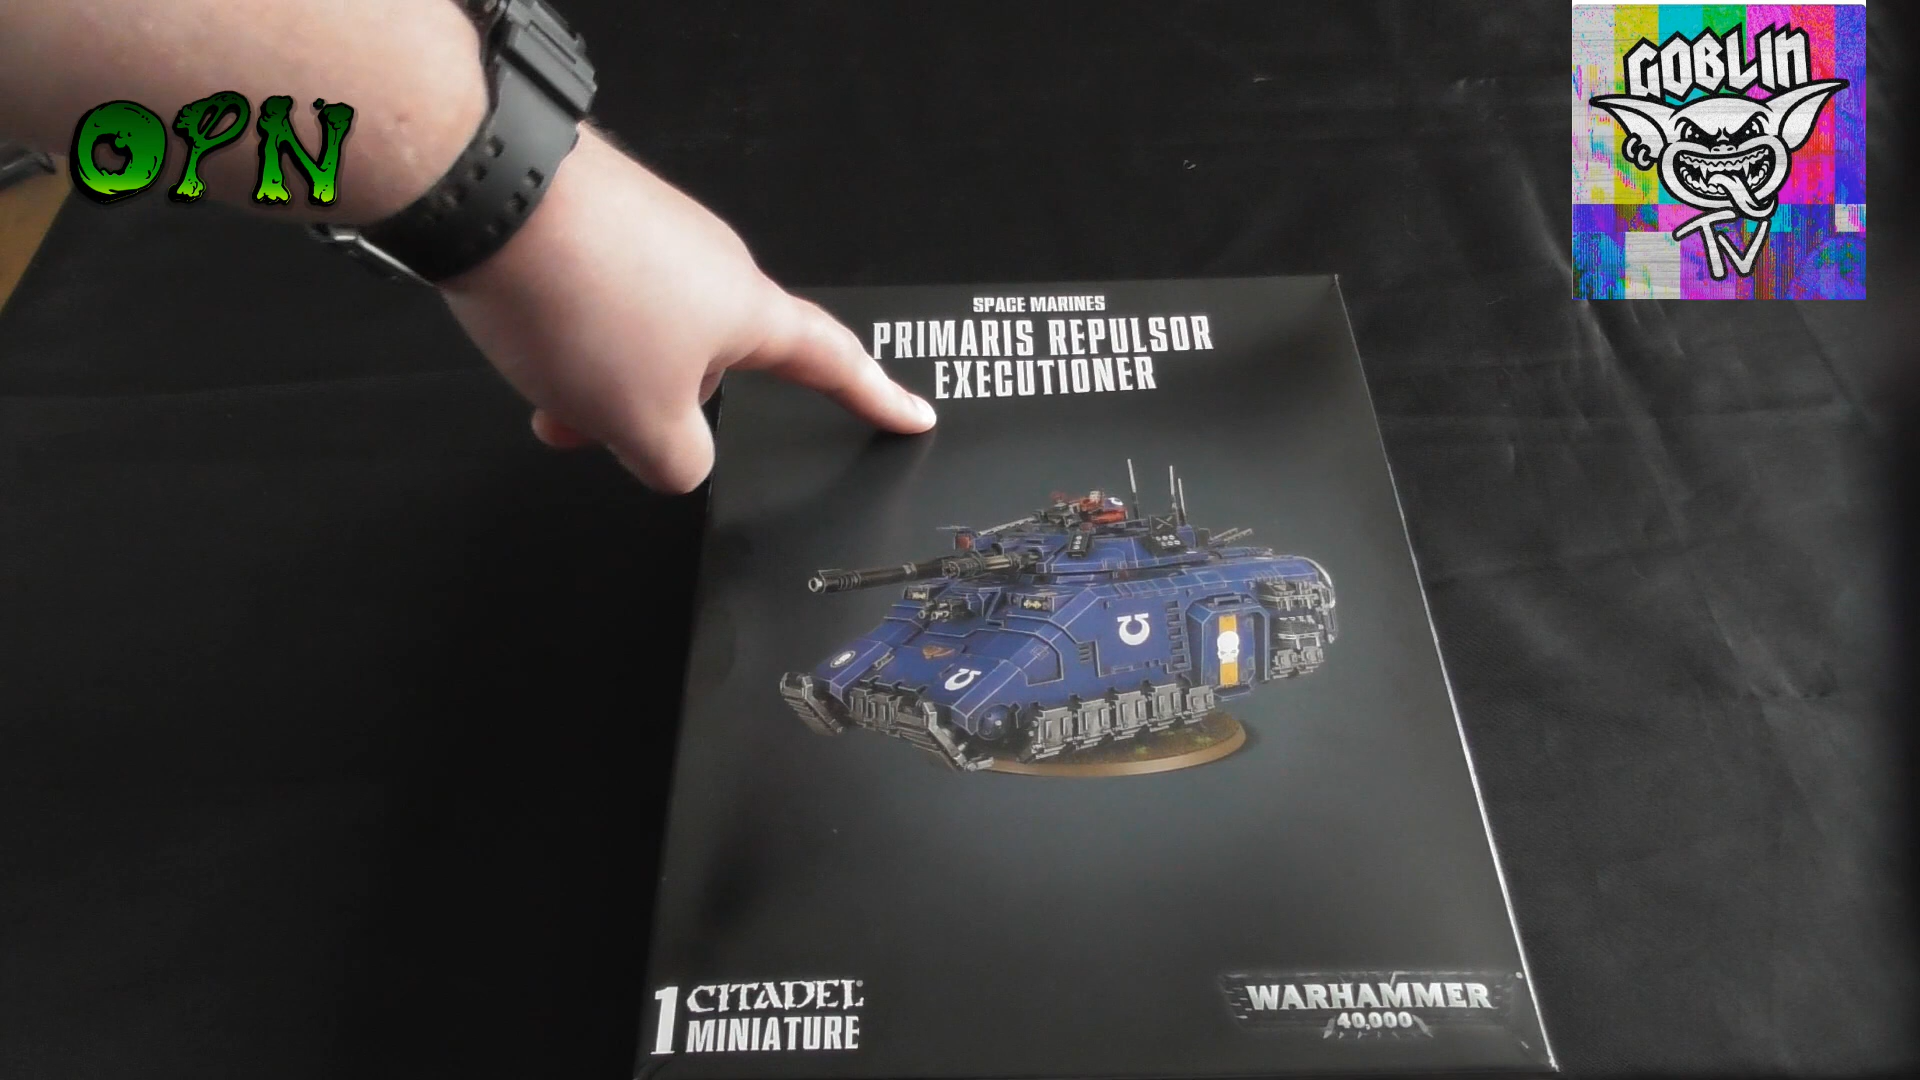 OPN
GOBLIN
TV
SPACE MARINES
PRIMARIS REPULSOR
EXECUTIONER
1 CITADEL
MINIATURE
WARHAMMER
40,000